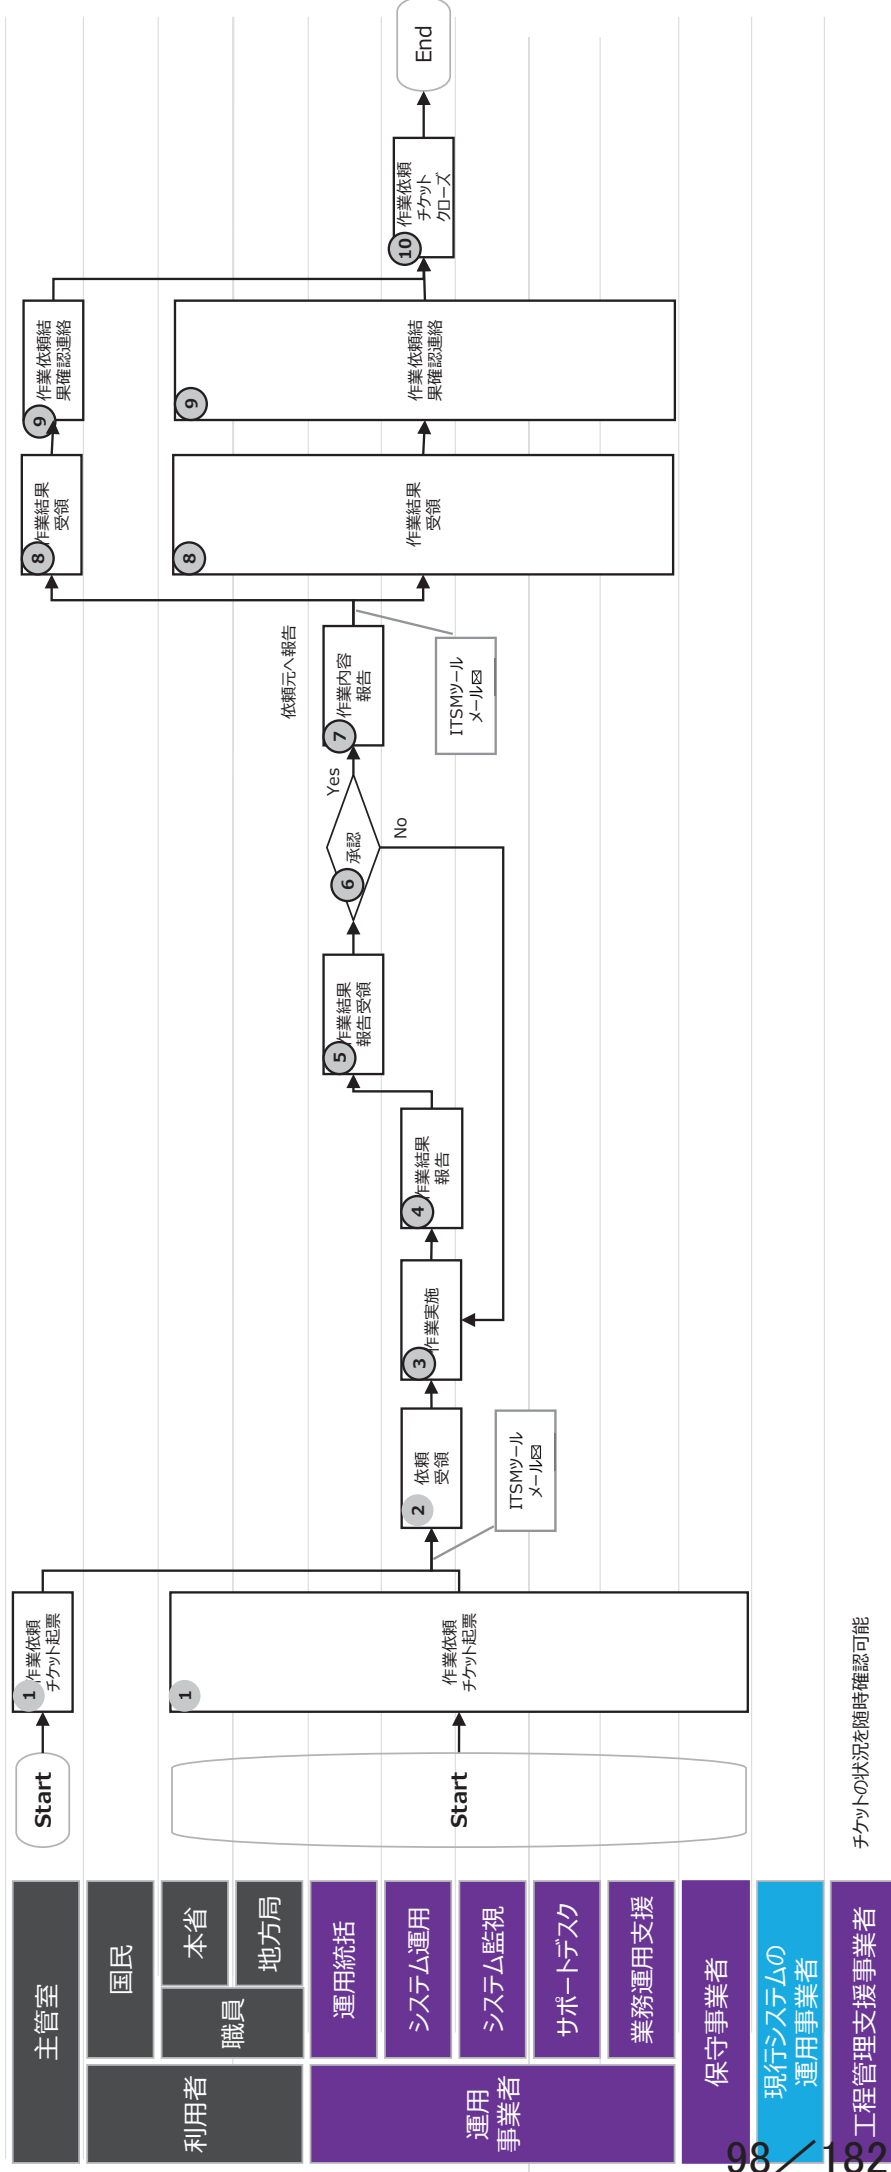 主管室
利用者
国民
職員
本省
地方局
運用
事業者
運用統括
システム運用
システム監視
サポートデスク
業務運用支援
保守事業者
現行システムの
運用事業者
工程管理支援事業者
Start
1
作業依頼
チケット起票
Start
1
作業依頼
チケット起票
ITSMツール
メール✉
2
依頼
受領
3
作業実施
4
作業結果
報告
5
作業結果
報告受領
6
承認
Yes
No
依頼元へ報告
7
作業内容
報告
ITSMツール
メール✉
8
作業結果
受領
8
作業結果
受領
9
作業依頼結
果確認連絡
9
作業依頼結
果確認連絡
10
作業依頼
チケット
クローズ
End
チケットの状況を随時確認可能
98／182